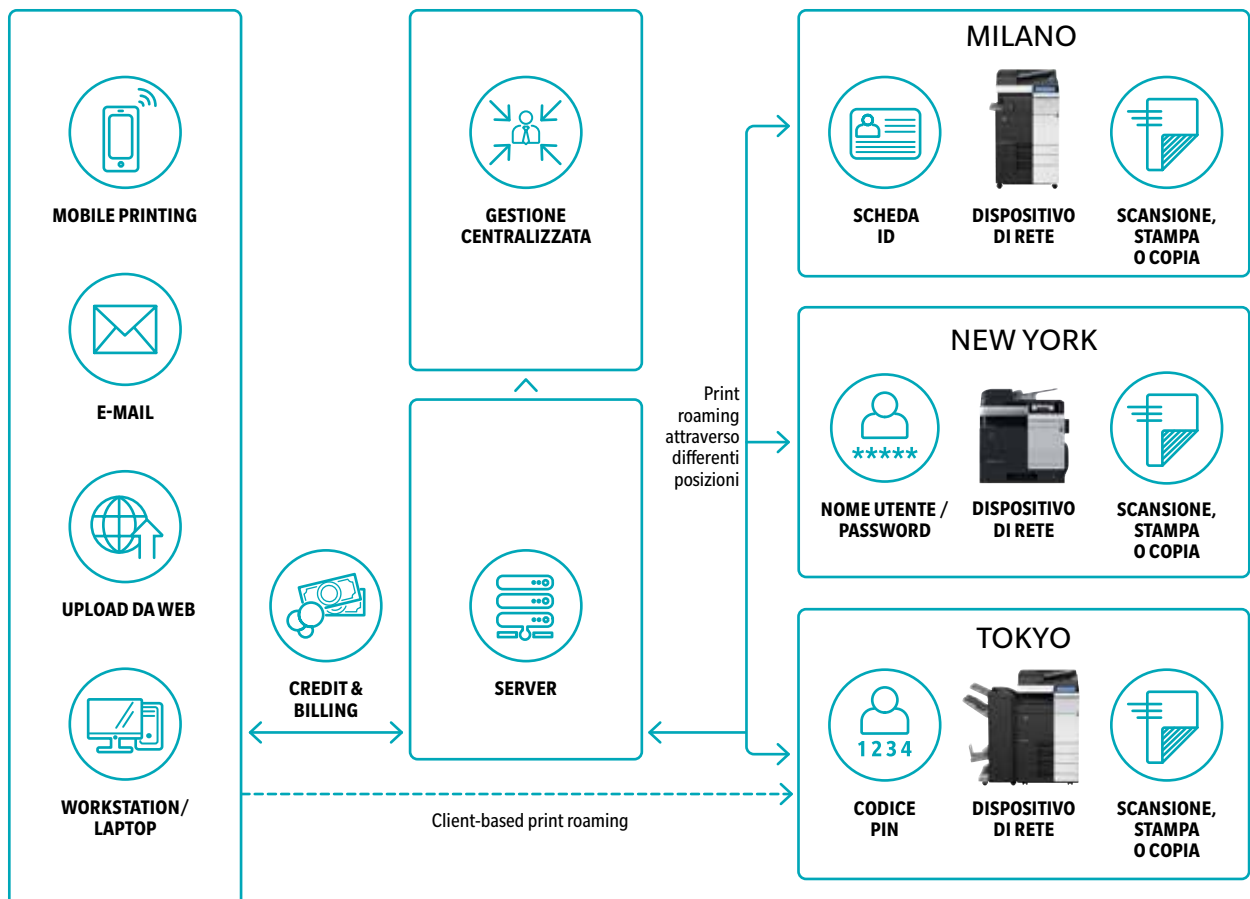 MOBILE PRINTING
E-MAIL
UPLOAD DA WEB
WORKSTATION/
LAPTOP
CREDIT &
BILLING
GESTIONE
CENTRALIZZATA
SERVER
Client-based print roaming
Print
roaming
attraverso
differenti
posizioni
MILANO
SCHEDA
ID
DISPOSITIVO
DI RETE
SCANSIONE,
STAMPA
O COPIA
NEW YORK
*****
NOME UTENTE /
PASSWORD
DISPOSITIVO
DI RETE
SCANSIONE,
STAMPA
O COPIA
TOKYO
1234
CODICE
PIN
DISPOSITIVO
DI RETE
SCANSIONE,
STAMPA
O COPIA